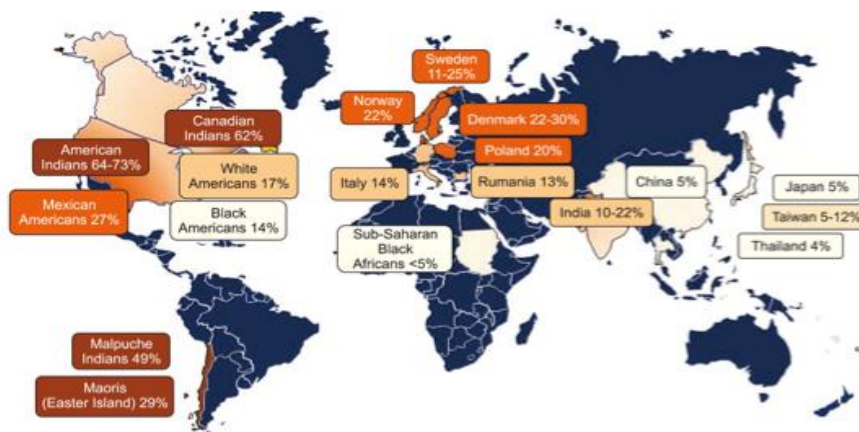 Sweden
11-25%
Norway
22%
Denmark 22-30%
Poland 20%
Canadian
Indians 62%
American
Indians 64-73%
White
Americans 17%
Mexican
Americans 27%
Black
Americans 14%
Italy 14%
Rumania 13%
China 5%
Japan 5%
India 10-22%
Taiwan 5-12%
Thailand 4%
Sub-Saharan
Black
Africans <5%
Malpuche
Indians 49%
Maoris
(Easter Island) 29%